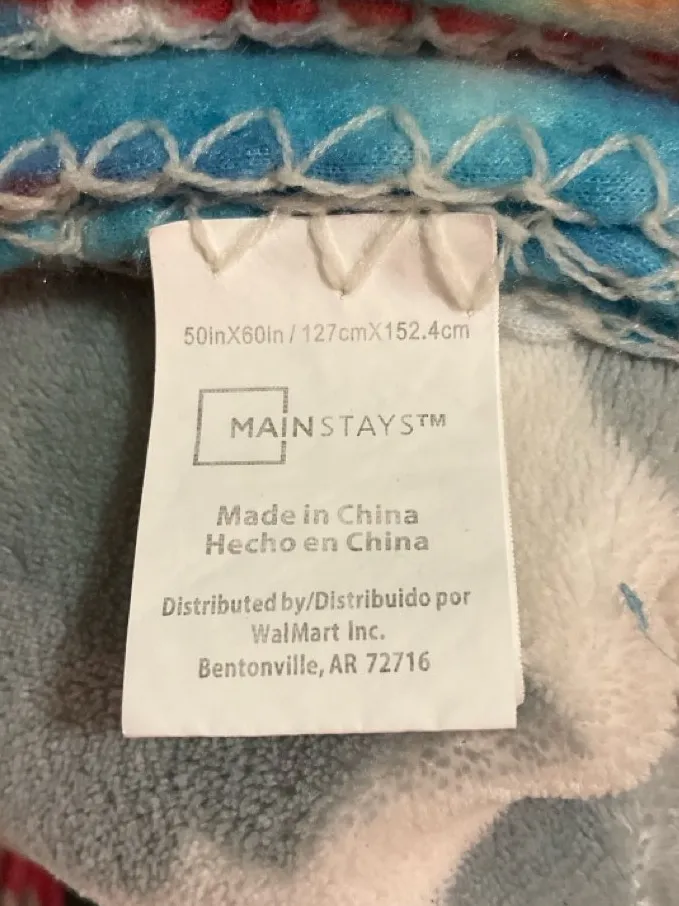 50inX60in / 127cmX152.4cm
MAINSTAYS™
Made in China
Hecho en China
Distributed by/Distribuido por
WalMart Inc.
Bentonville, AR 72716